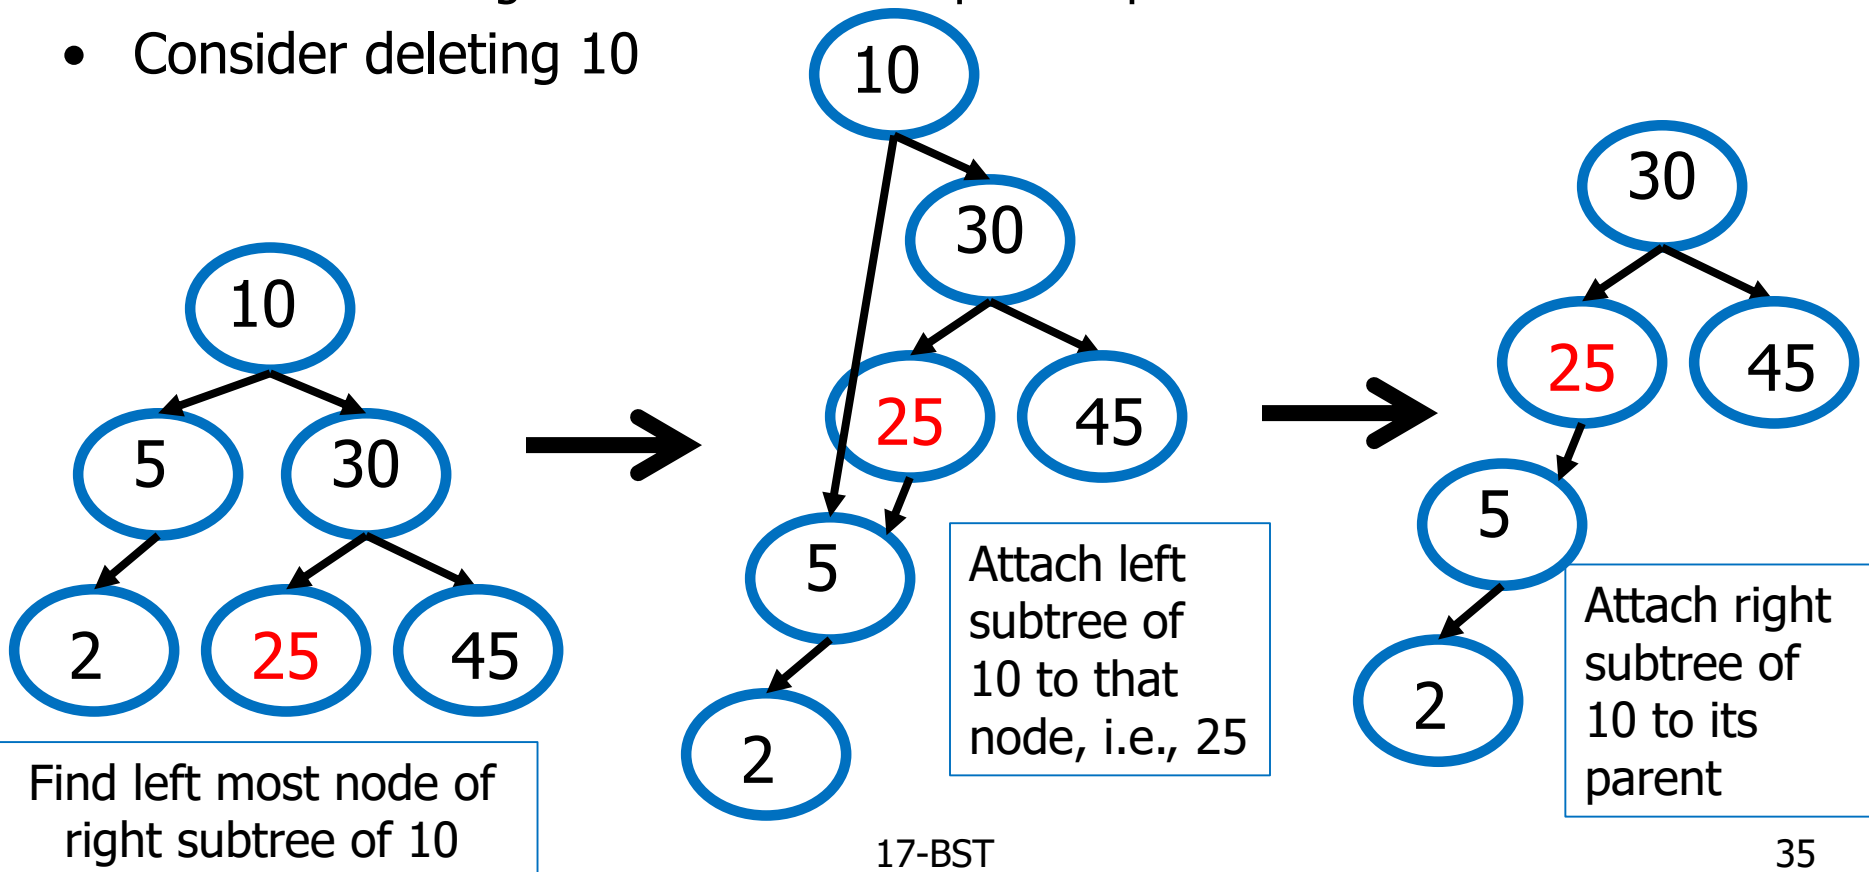 • Consider deleting 10
10
5
30
2
25
45
Find left most node of
right subtree of 10
10
30
25
45
5
2
Attach left
subtree of
10 to that
node, i.e., 25
30
25
45
5
2
Attach right
subtree of
10 to its
parent
17-BST
35